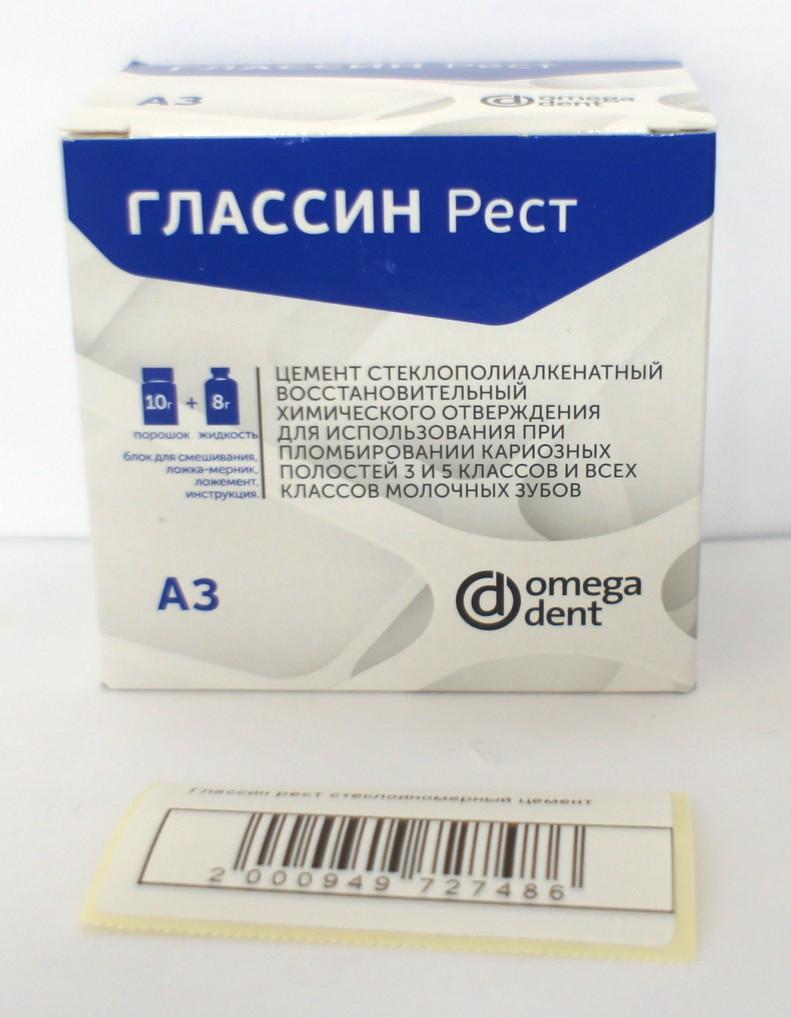 ГЛАССИН РЕСТ
А3
omega
dent
ГЛАССИН Рест
10г + 8г
порошок жидкость
блок для смешивания,
ложка-мерник,
ложемент,
инструкция.
ЦЕМЕНТ СТЕКЛОПОЛИАЛКЕНАТНЫЙ
ВОССТАНОВИТЕЛЬНЫЙ
ХИМИЧЕСКОГО ОТВЕРЖДЕНИЯ
ДЛЯ ИСПОЛЬЗОВАНИЯ ПРИ
ПЛОМБИРОВАНИИ КАРИОЗНЫХ
ПОЛОСТЕЙ 3 И 5 КЛАССОВ И ВСЕХ
КЛАССОВ МОЛОЧНЫХ ЗУБОВ
А3
omega
dent
Глассин рест стеклоиномерный цемент
2 000949 727486